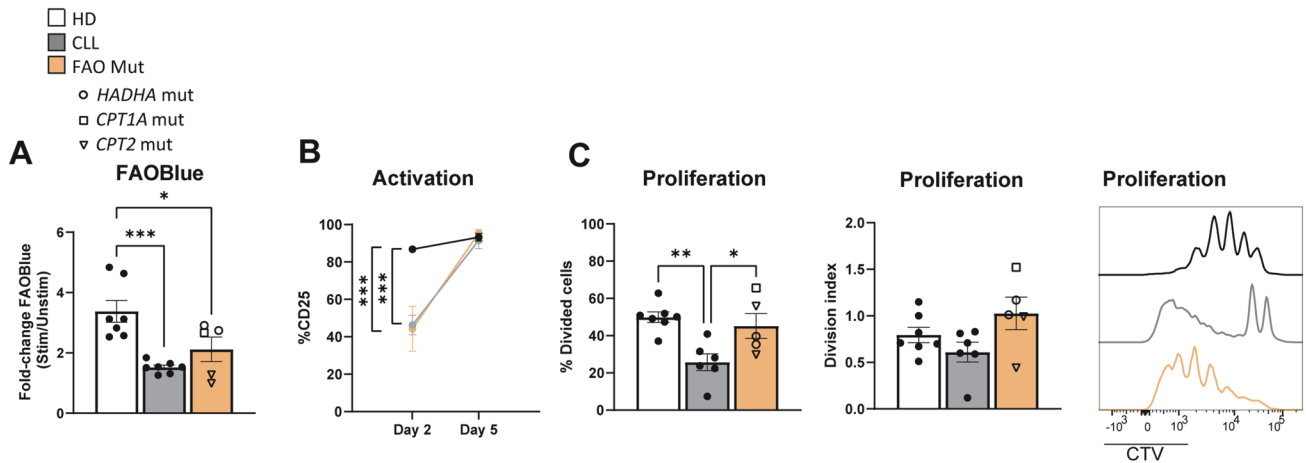 HD
CLL
FAO Mut
HADHA mut
CPT1A mut
CPT2 mut
A
FAOBlue
Fold-change FAOBlue
(Stim/Unstim)
6
4
2
0
***
*
B
Activation
%CD25
100
80
60
40
20
0
***
***
Day 2
Day 5
C
Proliferation
% Divided cells
100
80
60
40
20
0
**
*
Proliferation
Division index
2.0
1.5
1.0
0.5
0.0
Proliferation
-10³ 0 10³ 10⁴ 10⁵
CTV